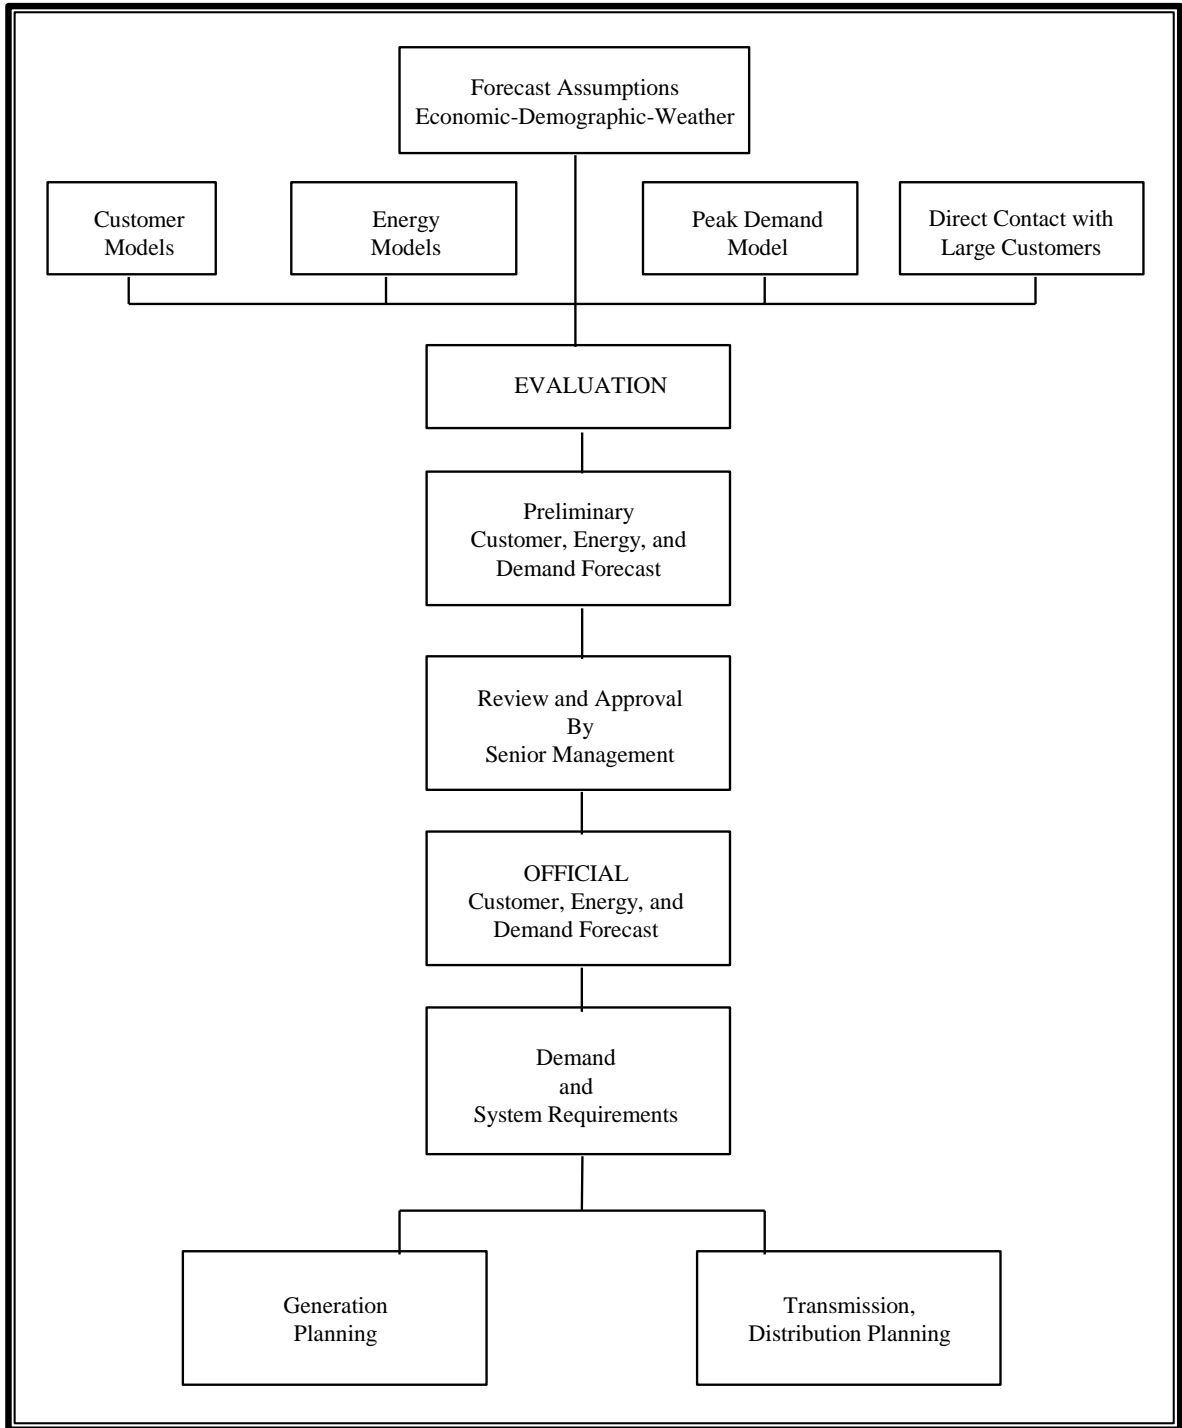 Forecast Assumptions
Economic-Demographic-Weather
Customer
Models
Energy
Models
Peak Demand
Model
Direct Contact with
Large Customers
EVALUATION
Preliminary
Customer, Energy, and
Demand Forecast
Review and Approval
By
Senior Management
OFFICIAL
Customer, Energy, and
Demand Forecast
Demand
and
System Requirements
Generation
Planning
Transmission,
Distribution Planning